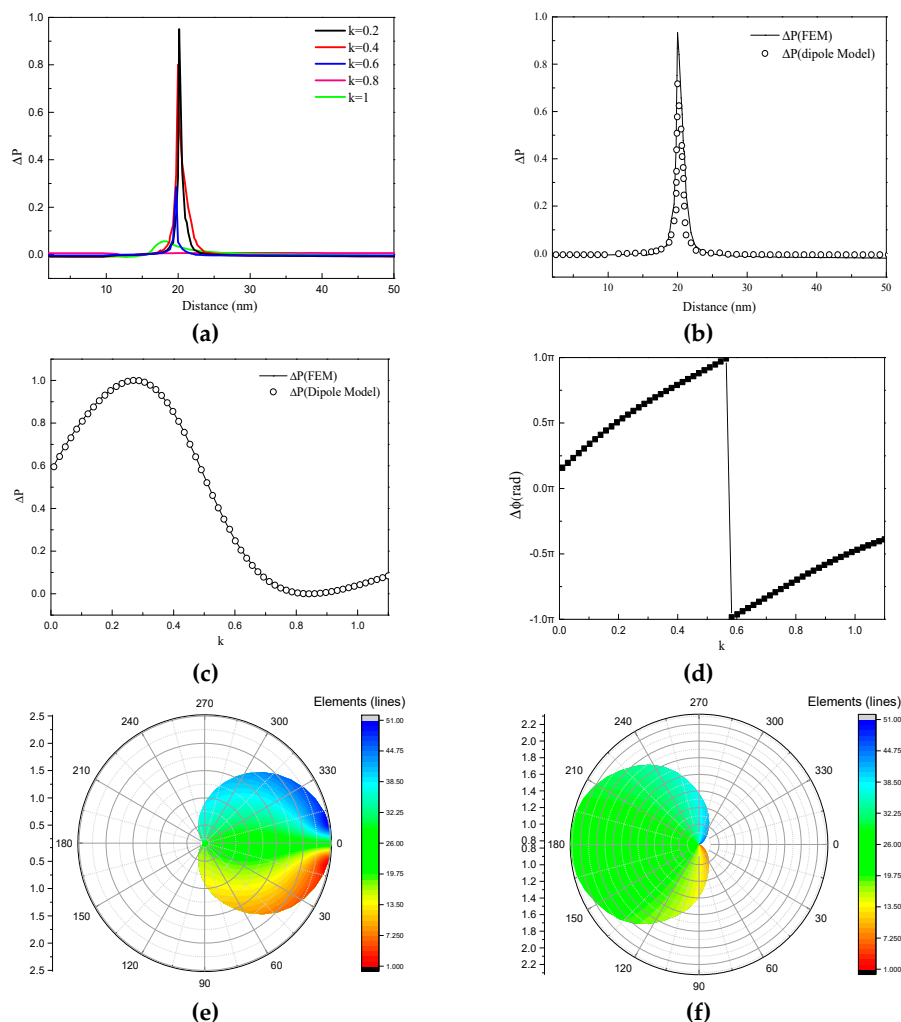 1.0
0.8
0.6
0.4
0.2
0.0
ΔP
k=0.2
k=0.4
k=0.6
k=0.8
k=1
0 10 20 30 40 50
Distance (nm)
(a)
1.0
0.8
0.6
0.4
0.2
0.0
ΔP
ΔP(FEM)
ΔP(dipole Model)
10 20 30 40 50
Distance (nm)
(b)
1.0
0.8
0.6
0.4
0.2
0.0
ΔP
ΔP(FEM)
ΔP(Dipole Model)
0.0 0.2 0.4 0.6 0.8 1.0
k
(c)
1.0π
0.5π
0.0π
-0.5π
-1.0π
Δϕ(rad)
0.0 0.2 0.4 0.6 0.8 1.0
k
(d)
2.5
2.0
1.5
1.0
0.5
0.0
0.5
1.0
1.5
2.0
2.5
270
240 300
210 330
180 0
150 30
120 60
90
Elements (lines)
51.00
44.75
38.50
32.25
26.00
19.75
13.50
7.250
1.000
(e)
2.2
2.0
1.8
1.6
1.4
1.2
1.0
0.8
0.8
1.0
1.2
1.4
1.6
1.8
2.0
2.2
270
240 300
210 330
180 0
150 30
120 60
90
Elements (lines)
51.00
44.75
38.50
32.25
26.00
19.75
13.50
7.250
1.000
(f)